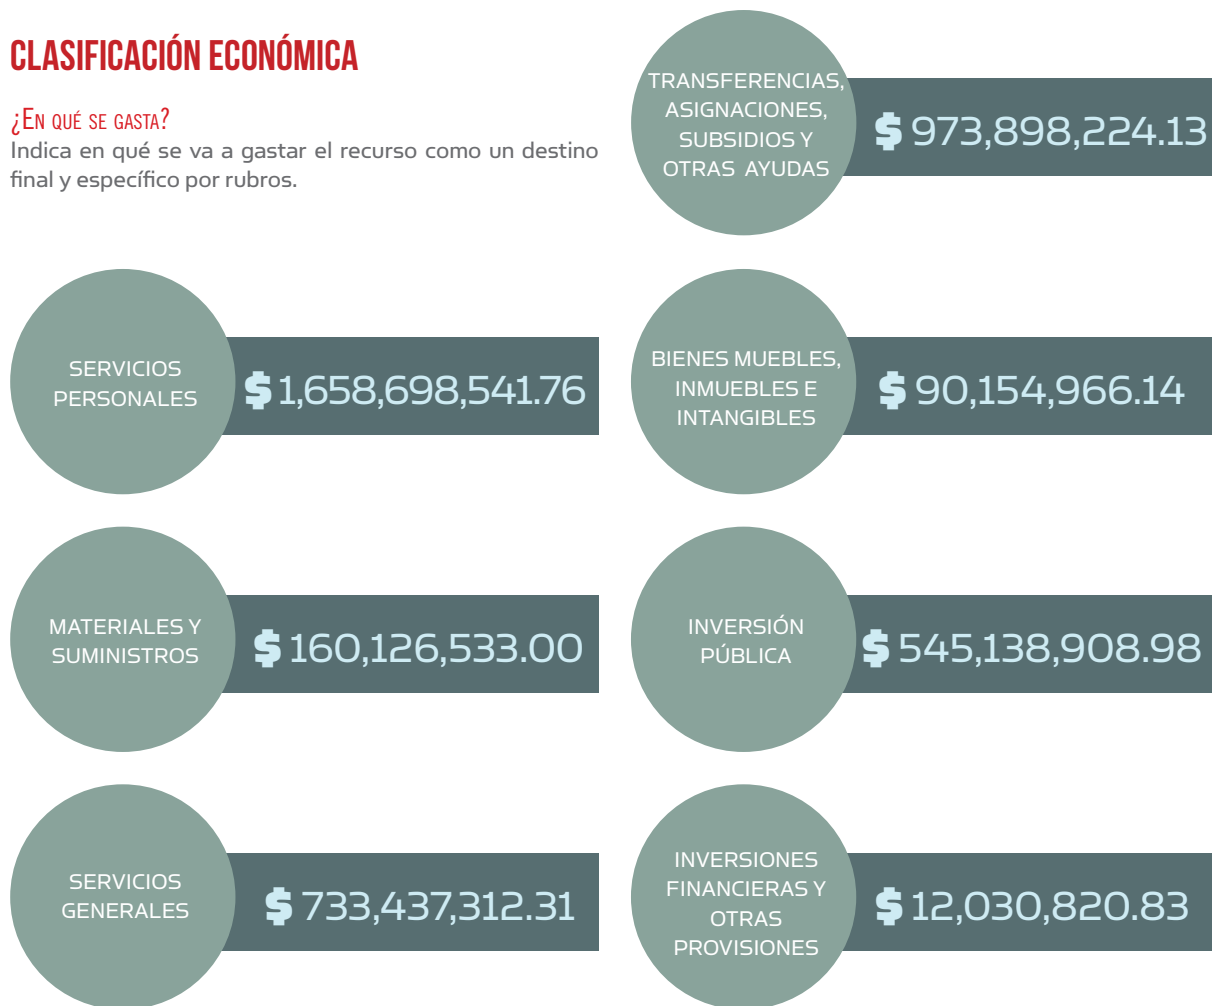 CLASIFICACIÓN ECONÓMICA
¿EN QUÉ SE GASTA?
Indica en qué se va a gastar el recurso como un destino
final y específico por rubros.
SERVICIOS
PERSONALES
$ 1,658,698,541.76
MATERIALES Y
SUMINISTROS
$ 160,126,533.00
SERVICIOS
GENERALES
$ 733,437,312.31
TRANSFERENCIAS,
ASIGNACIONES,
SUBSIDIOS Y
OTRAS AYUDAS
$ 973,898,224.13
BIENES MUEBLES,
INMUEBLES E
INTANGIBLES
$ 90,154,966.14
INVERSIÓN
PÚBLICA
$ 545,138,908.98
INVERSIONES
FINANCIERAS Y
OTRAS
PROVISIONES
$ 12,030,820.83